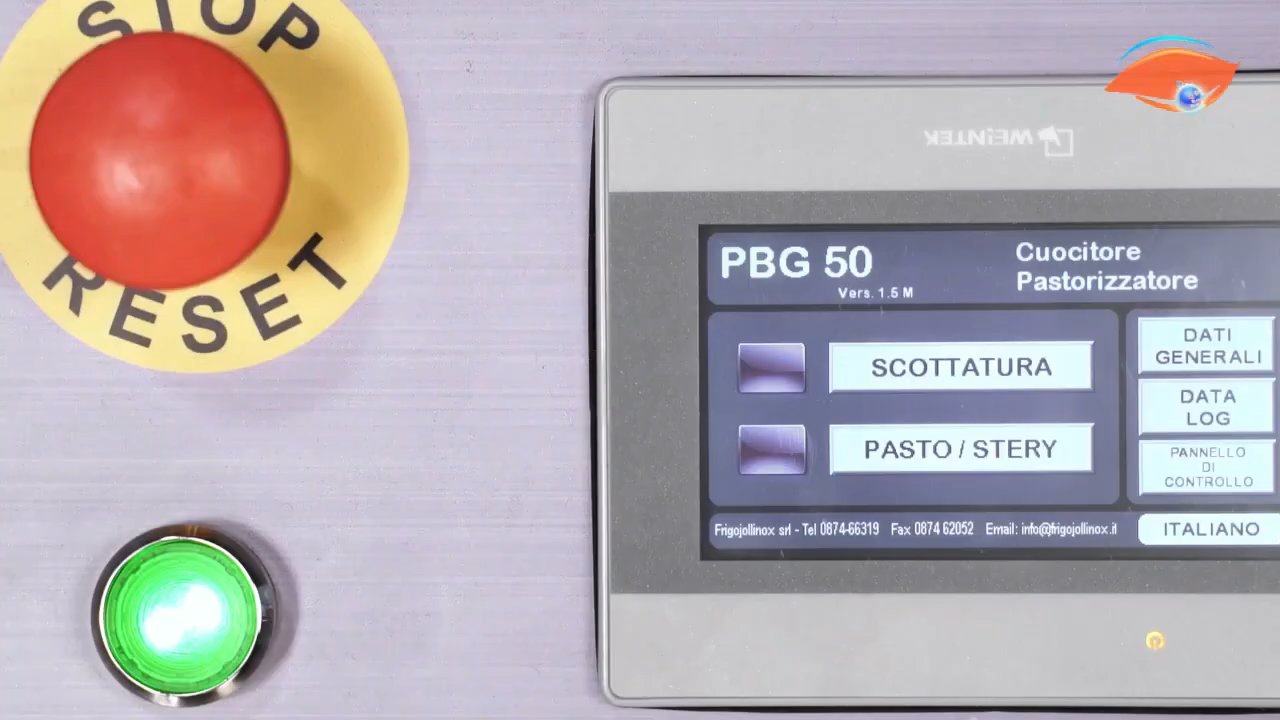 STOP
RESET
WEINTEK
PBG 50
Vers. 1.5 M
Cuocitore
Pastorizzatore
SCOTTATURA
PASTO / STERY
DATI
GENERALI
DATA
LOG
PANNELLO
DI
CONTROLLO
Frigojollinox srl - Tel 0874-66319 Fax 0874 62052 Email: info@frigojollinox.it
ITALIANO